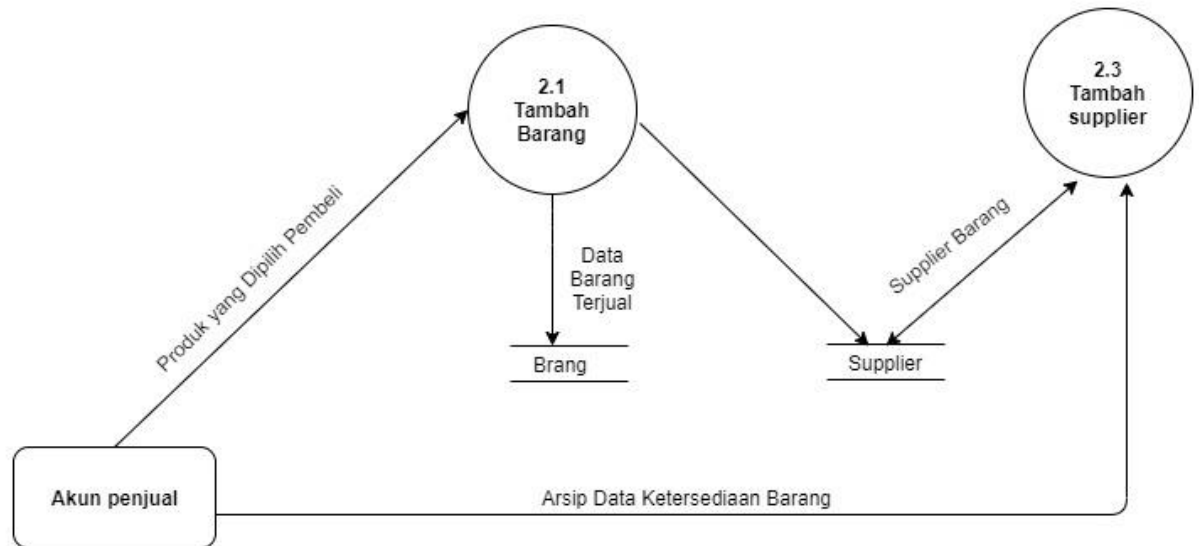 2.1
Tambah
Barang
2.3
Tambah
supplier
Produk yang Dipilih Pembeli
Data
Barang
Terjual
Supplier Barang
Brang
Supplier
Akun penjual
Arsip Data Ketersediaan Barang